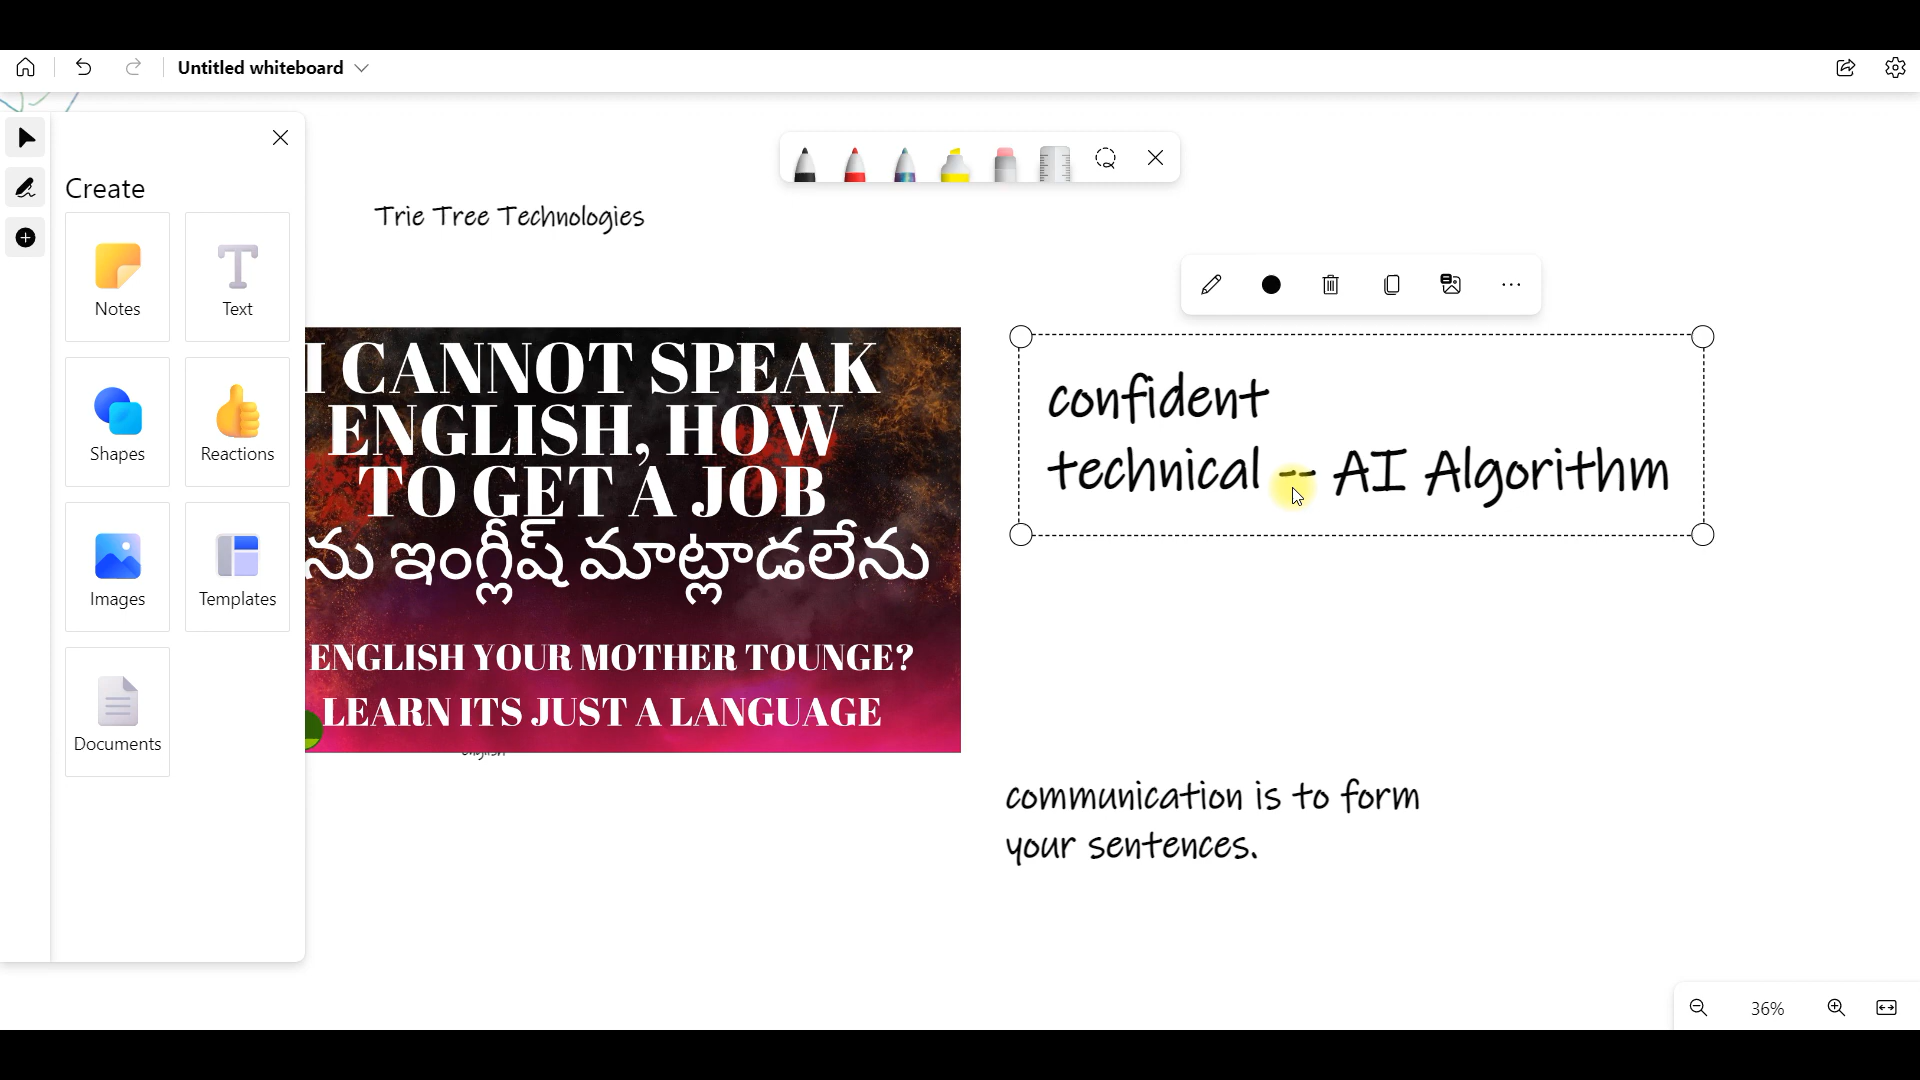 Untitled whiteboard
Create
Notes
Text
Shapes
Reactions
Images
Templates
Documents
Trie Tree Technologies
I CANNOT SPEAK
ENGLISH, HOW
TO GET A JOB
ను ఇంగ్లీష్ మాట్లాడలేను
ENGLISH YOUR MOTHER TOUNGE?
LEARN ITS JUST A LANGUAGE
english
confident
technical -- AI Algorithm
communication is to form
your sentences.
36%